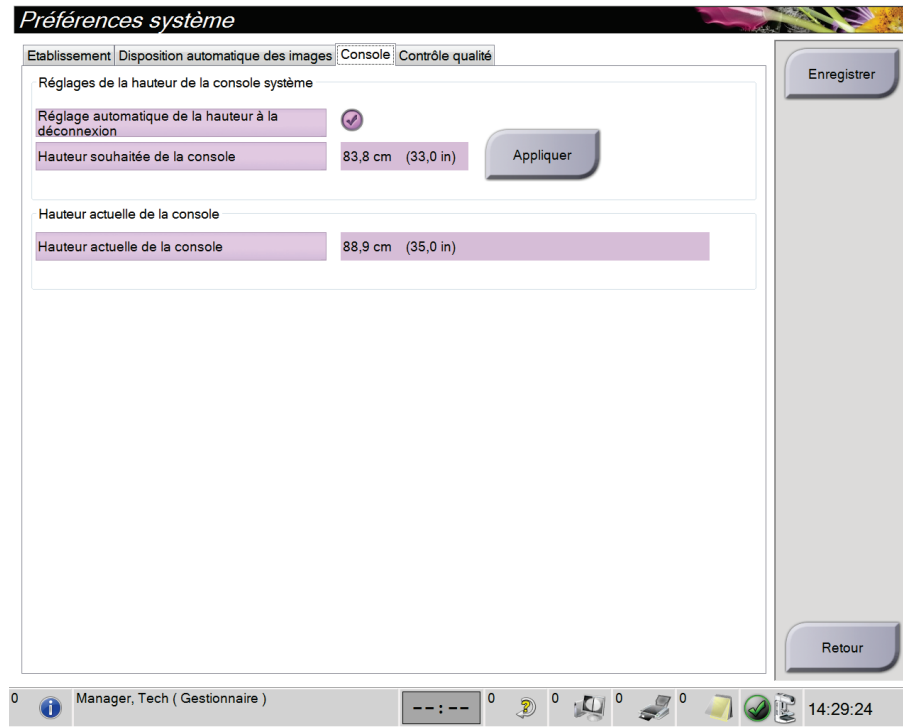 Préférences système
Etablissement Disposition automatique des images Console Contrôle qualité
Enregistrer
Réglages de la hauteur de la console système
Réglage automatique de la hauteur à la
déconnexion
Hauteur souhaitée de la console 83,8 cm (33,0 in) Appliquer
Hauteur actuelle de la console
Hauteur actuelle de la console 88,9 cm (35,0 in)
Retour
0 Manager, Tech ( Gestionnaire ) --:-- 0 0 0 0 14:29:24